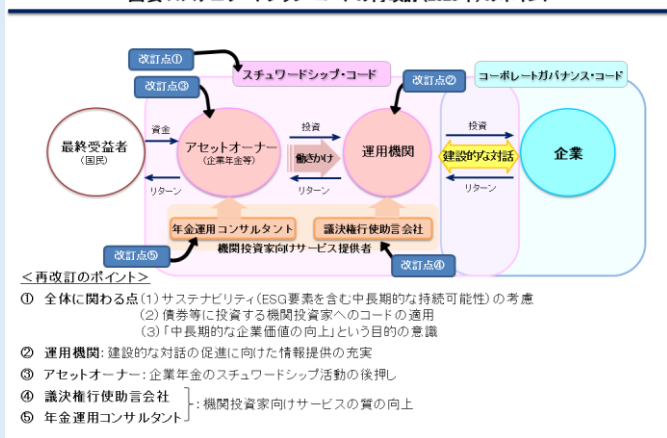 改訂点①
スチュワードシップ・コード
改訂点②
コーポレートガバナンス・コード
改訂点③
最終受益者
(国民)
資金
リターン
アセットオーナー
(企業年金等)
投資
働きかけ
リターン
運用機関
投資
建設的な対話
リターン
企業
年金運用コンサルタント
議決権行使助言会社
機関投資家向けサービス提供者
改訂点⑤
改訂点④
<再改訂のポイント>
① 全体に関わる点(1) サステナビリティ(ESG要素を含む中長期的な持続可能性)の考慮
(2) 債券等に投資する機関投資家へのコードの適用
(3) 「中長期的な企業価値の向上」という目的の意識
② 運用機関: 建設的な対話の促進に向けた情報提供の充実
③ アセットオーナー: 企業年金のスチュワードシップ活動の後押し
④ 議決権行使助言会社
⑤ 年金運用コンサルタント
: 機関投資家向けサービスの質の向上